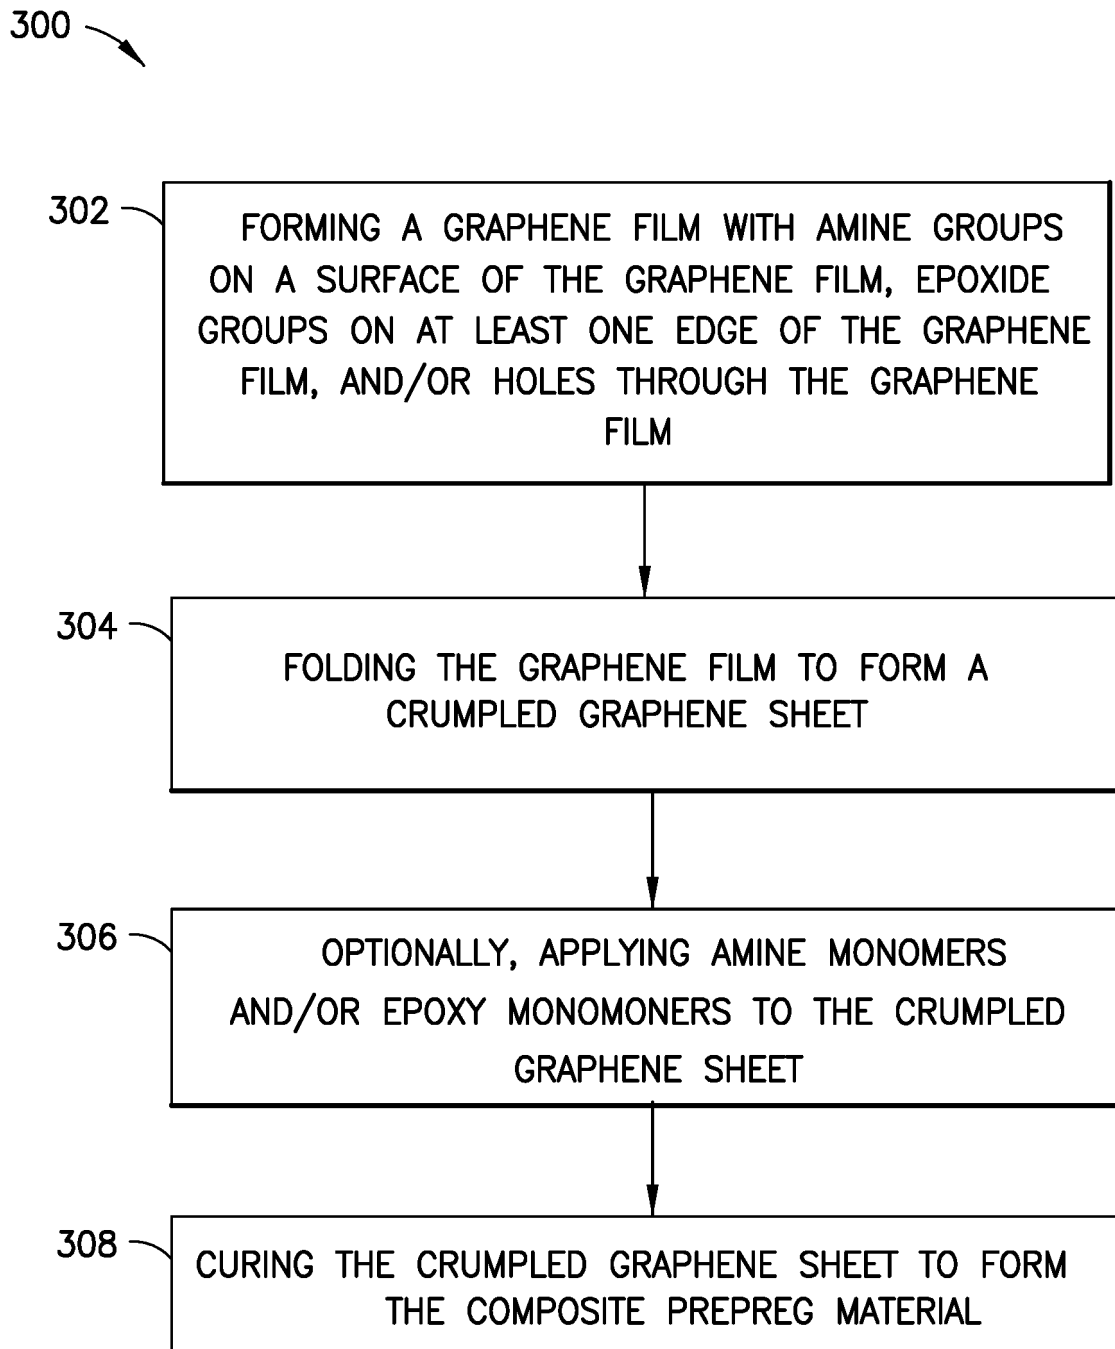 300
302
FORMING A GRAPHENE FILM WITH AMINE GROUPS
ON A SURFACE OF THE GRAPHENE FILM, EPOXIDE
GROUPS ON AT LEAST ONE EDGE OF THE GRAPHENE
FILM, AND/OR HOLES THROUGH THE GRAPHENE
FILM
304
FOLDING THE GRAPHENE FILM TO FORM A
CRUMPLED GRAPHENE SHEET
306
OPTIONALLY, APPLYING AMINE MONOMERS
AND/OR EPOXY MONOMONERS TO THE CRUMPLED
GRAPHENE SHEET
308
CURING THE CRUMPLED GRAPHENE SHEET TO FORM
THE COMPOSITE PREPREG MATERIAL